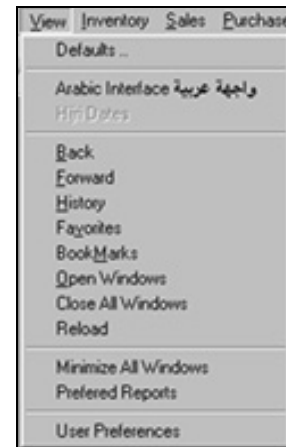 View Inventory Sales Purchase
Defaults ..
Arabic Interface واجهة عربية
Hijri Dates
Back
Forward
History
Favorites
BookMarks
Open Windows
Close All Windows
Reload
Minimize All Windows
Prefered Reports
User Preferences